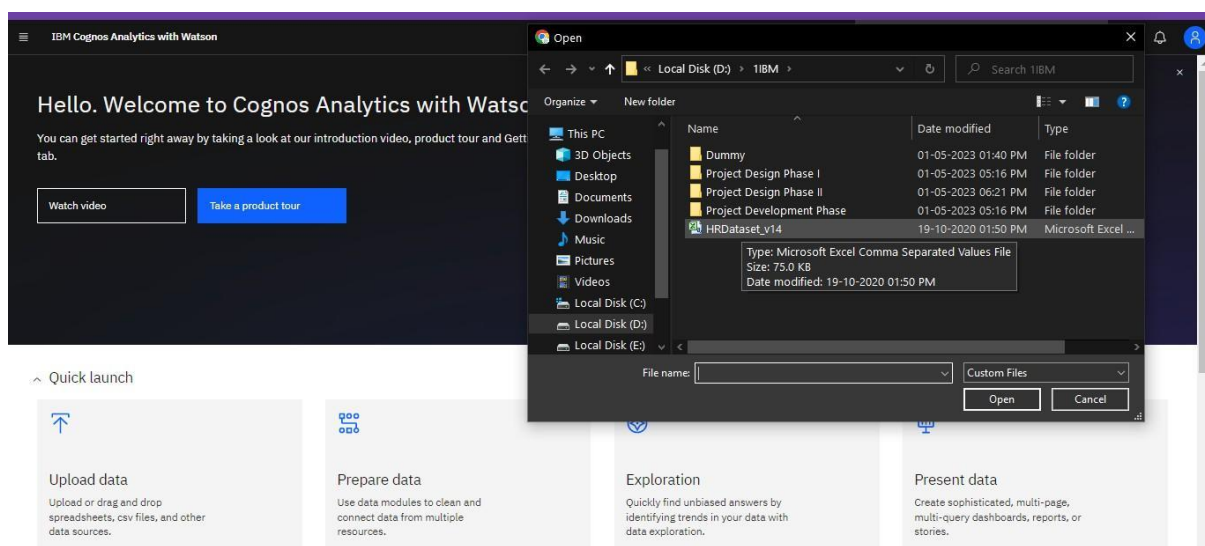 IBM Cognos Analytics with Watson
Hello. Welcome to Cognos Analytics with Watso
You can get started right away by taking a look at our introduction video, product tour and Getti
tab.
Watch video
Take a product tour
Open
« Local Disk (D:) › 1IBM ›
Search 1IBM
Organize
New folder
This PC
3D Objects
Desktop
Documents
Downloads
Music
Pictures
Videos
Local Disk (C:)
Local Disk (D:)
Local Disk (E:)
Name Date modified Type
Dummy 01-05-2023 01:40 PM File folder
Project Design Phase I 01-05-2023 05:16 PM File folder
Project Design Phase II 01-05-2023 06:21 PM File folder
Project Development Phase 01-05-2023 05:16 PM File folder
HRDataset_v14 19-10-2020 01:50 PM Microsoft Excel ...
Type: Microsoft Excel Comma Separated Values File
Size: 75.0 KB
Date modified: 19-10-2020 01:50 PM
File name:
Custom Files
Open
Cancel
Quick launch
Upload data
Upload or drag and drop
spreadsheets, csv files, and other
data sources.
Prepare data
Use data modules to clean and
connect data from multiple
resources.
Exploration
Quickly find unbiased answers by
identifying trends in your data with
data exploration.
Present data
Create sophisticated, multi-page,
multi-query dashboards, reports, or
stories.